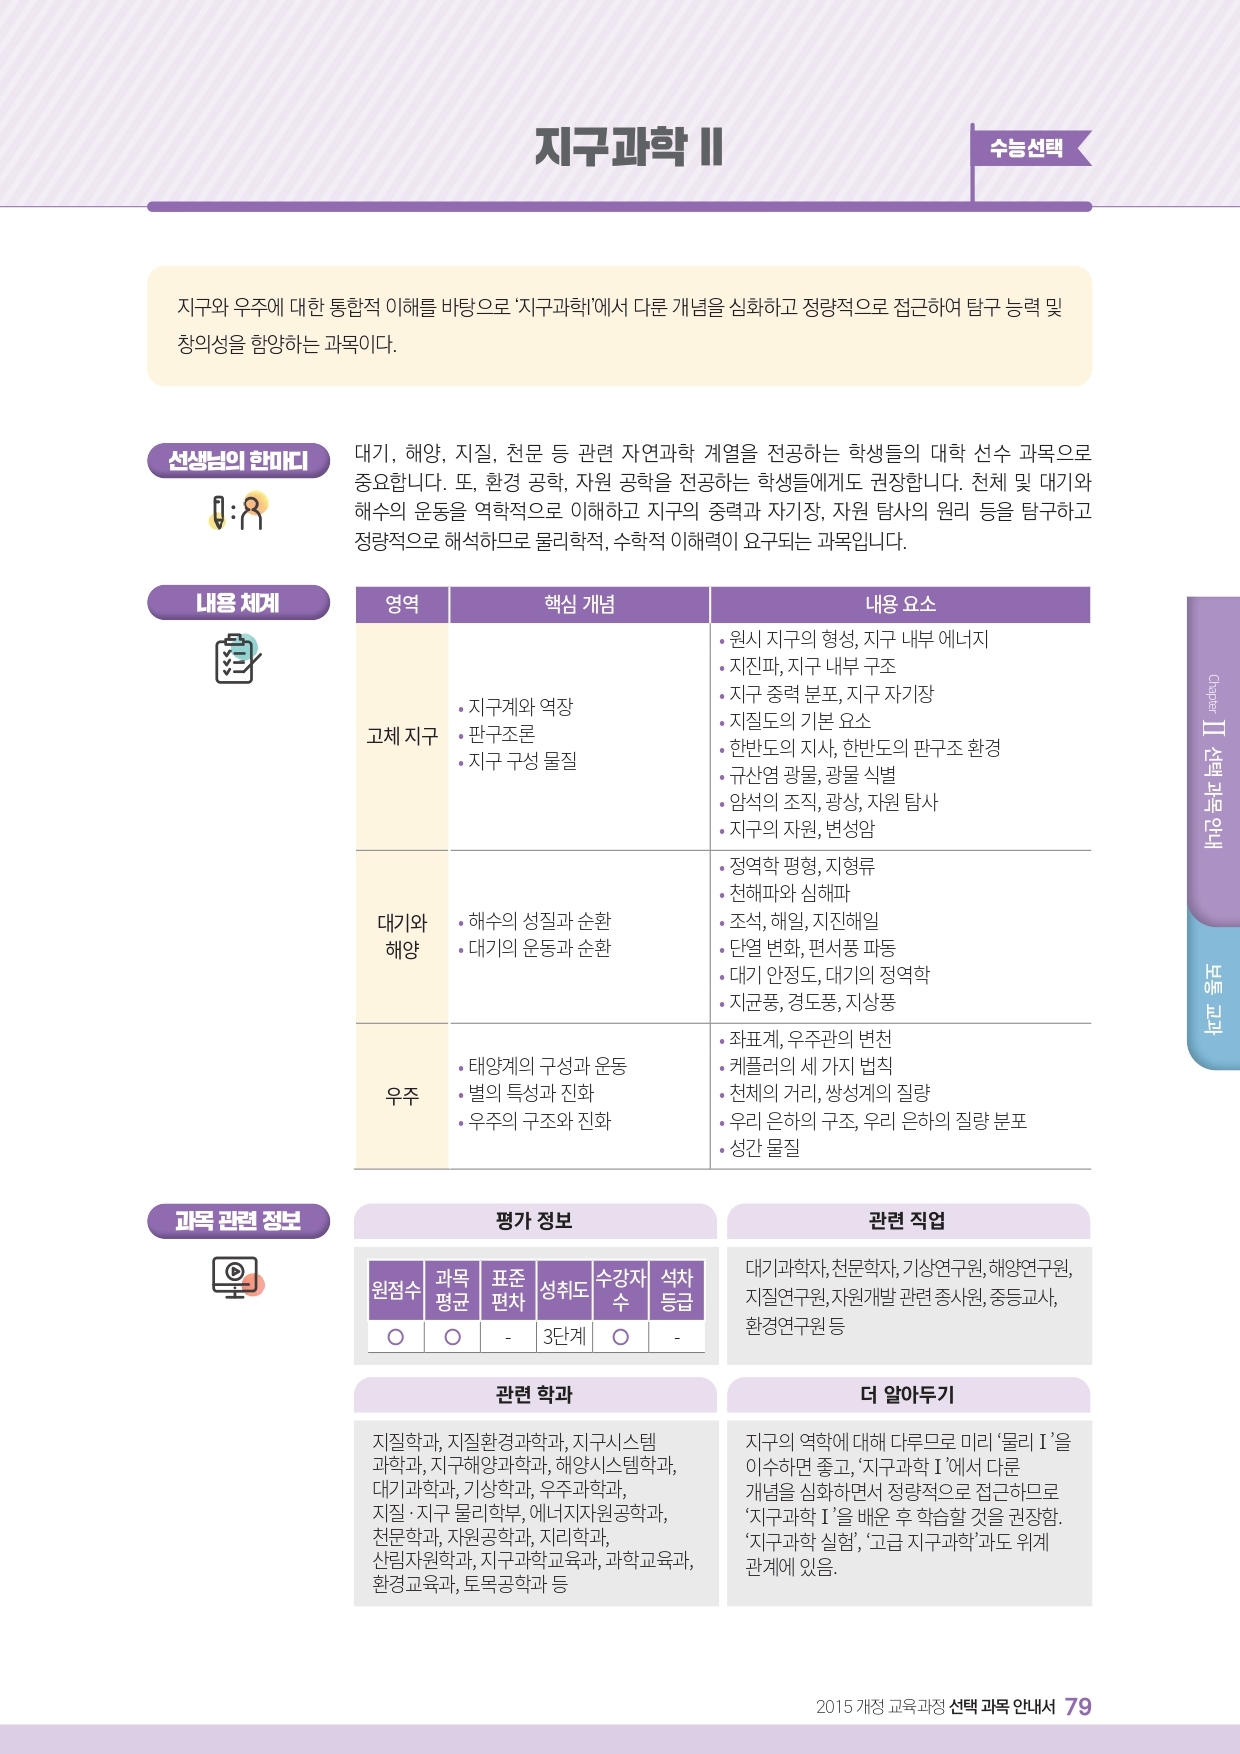 지구과학 II
수능선택
지구와 우주에 대한 통합적 이해를 바탕으로 ‘지구과학I’에서 다룬 개념을 심화하고 정량적으로 접근하여 탐구 능력 및
창의성을 함양하는 과목이다.
선생님의 한마디
대기, 해양, 지질, 천문 등 관련 자연과학 계열을 전공하는 학생들의 대학 선수 과목으로
중요합니다. 또, 환경 공학, 자원 공학을 전공하는 학생들에게도 권장합니다. 천체 및 대기와
해수의 운동을 역학적으로 이해하고 지구의 중력과 자기장, 자원 탐사의 원리 등을 탐구하고
정량적으로 해석하므로 물리학적, 수학적 이해력이 요구되는 과목입니다.
내용 체계
영역 핵심 개념 내용 요소
고체 지구
• 지구계와 역장
• 판구조론
• 지구 구성 물질
• 원시 지구의 형성, 지구 내부 에너지
• 지진파, 지구 내부 구조
• 지구 중력 분포, 지구 자기장
• 지질도의 기본 요소
• 한반도의 지사, 한반도의 판구조 환경
• 규산염 광물, 광물 식별
• 암석의 조직, 광상, 자원 탐사
• 지구의 자원, 변성암
대기와
해양
• 해수의 성질과 순환
• 대기의 운동과 순환
• 정역학 평형, 지형류
• 천해파와 심해파
• 조석, 해일, 지진해일
• 단열 변화, 편서풍 파동
• 대기 안정도, 대기의 정역학
• 지균풍, 경도풍, 지상풍
우주
• 태양계의 구성과 운동
• 별의 특성과 진화
• 우주의 구조와 진화
• 좌표계, 우주관의 변천
• 케플러의 세 가지 법칙
• 천체의 거리, 쌍성계의 질량
• 우리 은하의 구조, 우리 은하의 질량 분포
• 성간 물질
과목 관련 정보
평가 정보
원점수 과목 평균 표준 편차 성취도 수강자 수 석차 등급
○ ○ - 3단계 ○ -
관련 직업
대기과학자, 천문학자, 기상연구원, 해양연구원,
지질연구원, 자원개발 관련 종사원, 중등교사,
환경연구원 등
관련 학과
지질학과, 지질환경과학과, 지구시스템
과학과, 지구해양과학과, 해양시스템학과,
대기과학과, 기상학과, 우주과학과,
지질·지구 물리학부, 에너지자원공학과,
천문학과, 자원공학과, 지리학과,
산림자원학과, 지구과학교육과, 과학교육과,
환경교육과, 토목공학과 등
더 알아두기
지구의 역학에 대해 다루므로 미리 ‘물리Ⅰ’을
이수하면 좋고, ‘지구과학Ⅰ’에서 다룬
개념을 심화하면서 정량적으로 접근하므로
‘지구과학Ⅰ’을 배운 후 학습할 것을 권장함.
‘지구과학 실험’, ‘고급 지구과학’과도 위계
관계에 있음.
Chapter Ⅱ 선택 과목 안내
보통 교과
2015 개정 교육과정 선택 과목 안내서 79